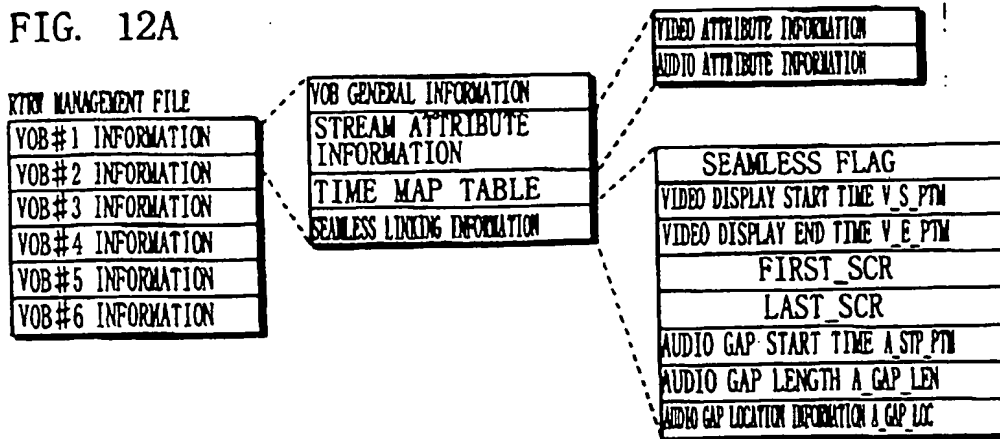 FIG. 12A
RTRW MANAGEMENT FILE
VOB#1 INFORMATION
VOB#2 INFORMATION
VOB#3 INFORMATION
VOB#4 INFORMATION
VOB#5 INFORMATION
VOB#6 INFORMATION
VOB GENERAL INFORMATION
STREAM ATTRIBUTE
INFORMATION
TIME MAP TABLE
SEAMLESS LINKING INFORMATION
VIDEO ATTRIBUTE INFORMATION
AUDIO ATTRIBUTE INFORMATION
SEAMLESS FLAG
VIDEO DISPLAY START TIME V_S_PTM
VIDEO DISPLAY END TIME V_E_PTM
FIRST_SCR
LAST_SCR
AUDIO GAP START TIME A_STP_PTM
AUDIO GAP LENGTH A_GAP_LEN
AUDIO GAP LOCATION INFORMATION A_GAP_LOC